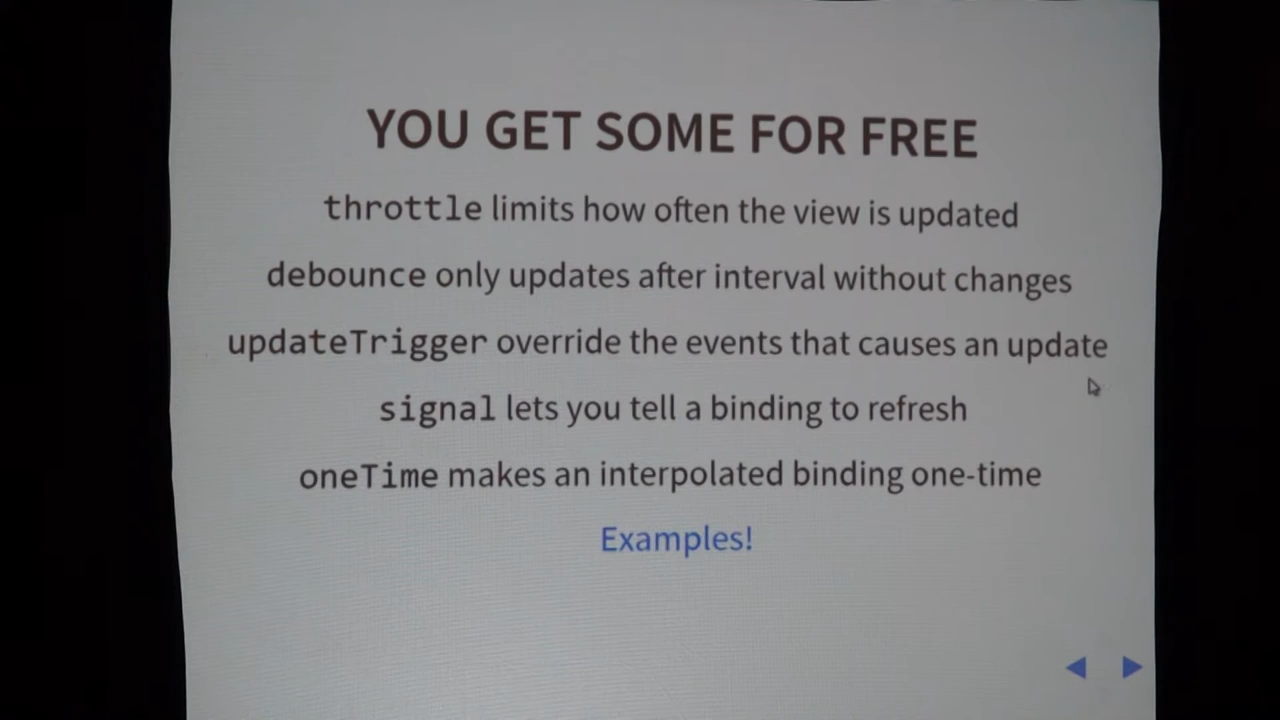 YOU GET SOME FOR FREE
throttle limits how often the view is updated
debounce only updates after interval without changes
updateTrigger override the events that causes an update
signal lets you tell a binding to refresh
oneTime makes an interpolated binding one-time
Examples!